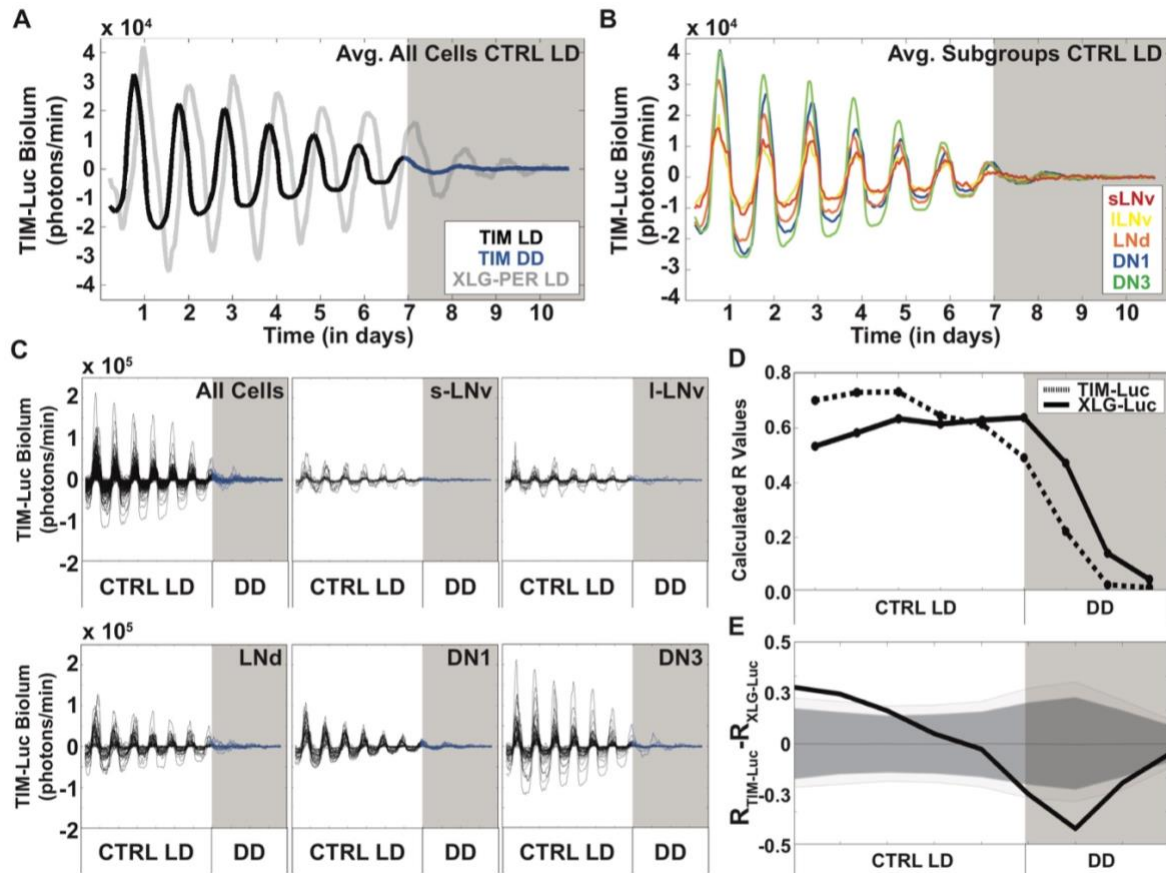 A
x 10⁴
Avg. All Cells CTRL LD
TIM-Luc Biolum
(photons/min)
4
3
2
1
0
-1
-2
-3
-4
TIM LD
TIM DD
XLG-PER LD
1 2 3 4 5 6 7 8 9 10
Time (in days)
B
x 10⁴
Avg. Subgroups CTRL LD
TIM-Luc Biolum
(photons/min)
4
3
2
1
0
-1
-2
-3
-4
sLNv
lLNv
LNd
DN1
DN3
1 2 3 4 5 6 7 8 9 10
Time (in days)
C
x 10⁵
TIM-Luc Biolum
(photons/min)
2
1
0
-1
-2
All Cells
s-LNv
l-LNv
CTRL LD DD CTRL LD DD CTRL LD DD
x 10⁵
TIM-Luc Biolum
(photons/min)
2
1
0
-1
-2
LNd
DN1
DN3
CTRL LD DD CTRL LD DD CTRL LD DD
D
Calculated R Values
0.8
0.6
0.4
0.2
0.0
TIM-Luc
XLG-Luc
CTRL LD DD
E
R_TIM-Luc-R_XLG-Luc
0.5
0.3
0
-0.3
-0.5
CTRL LD DD